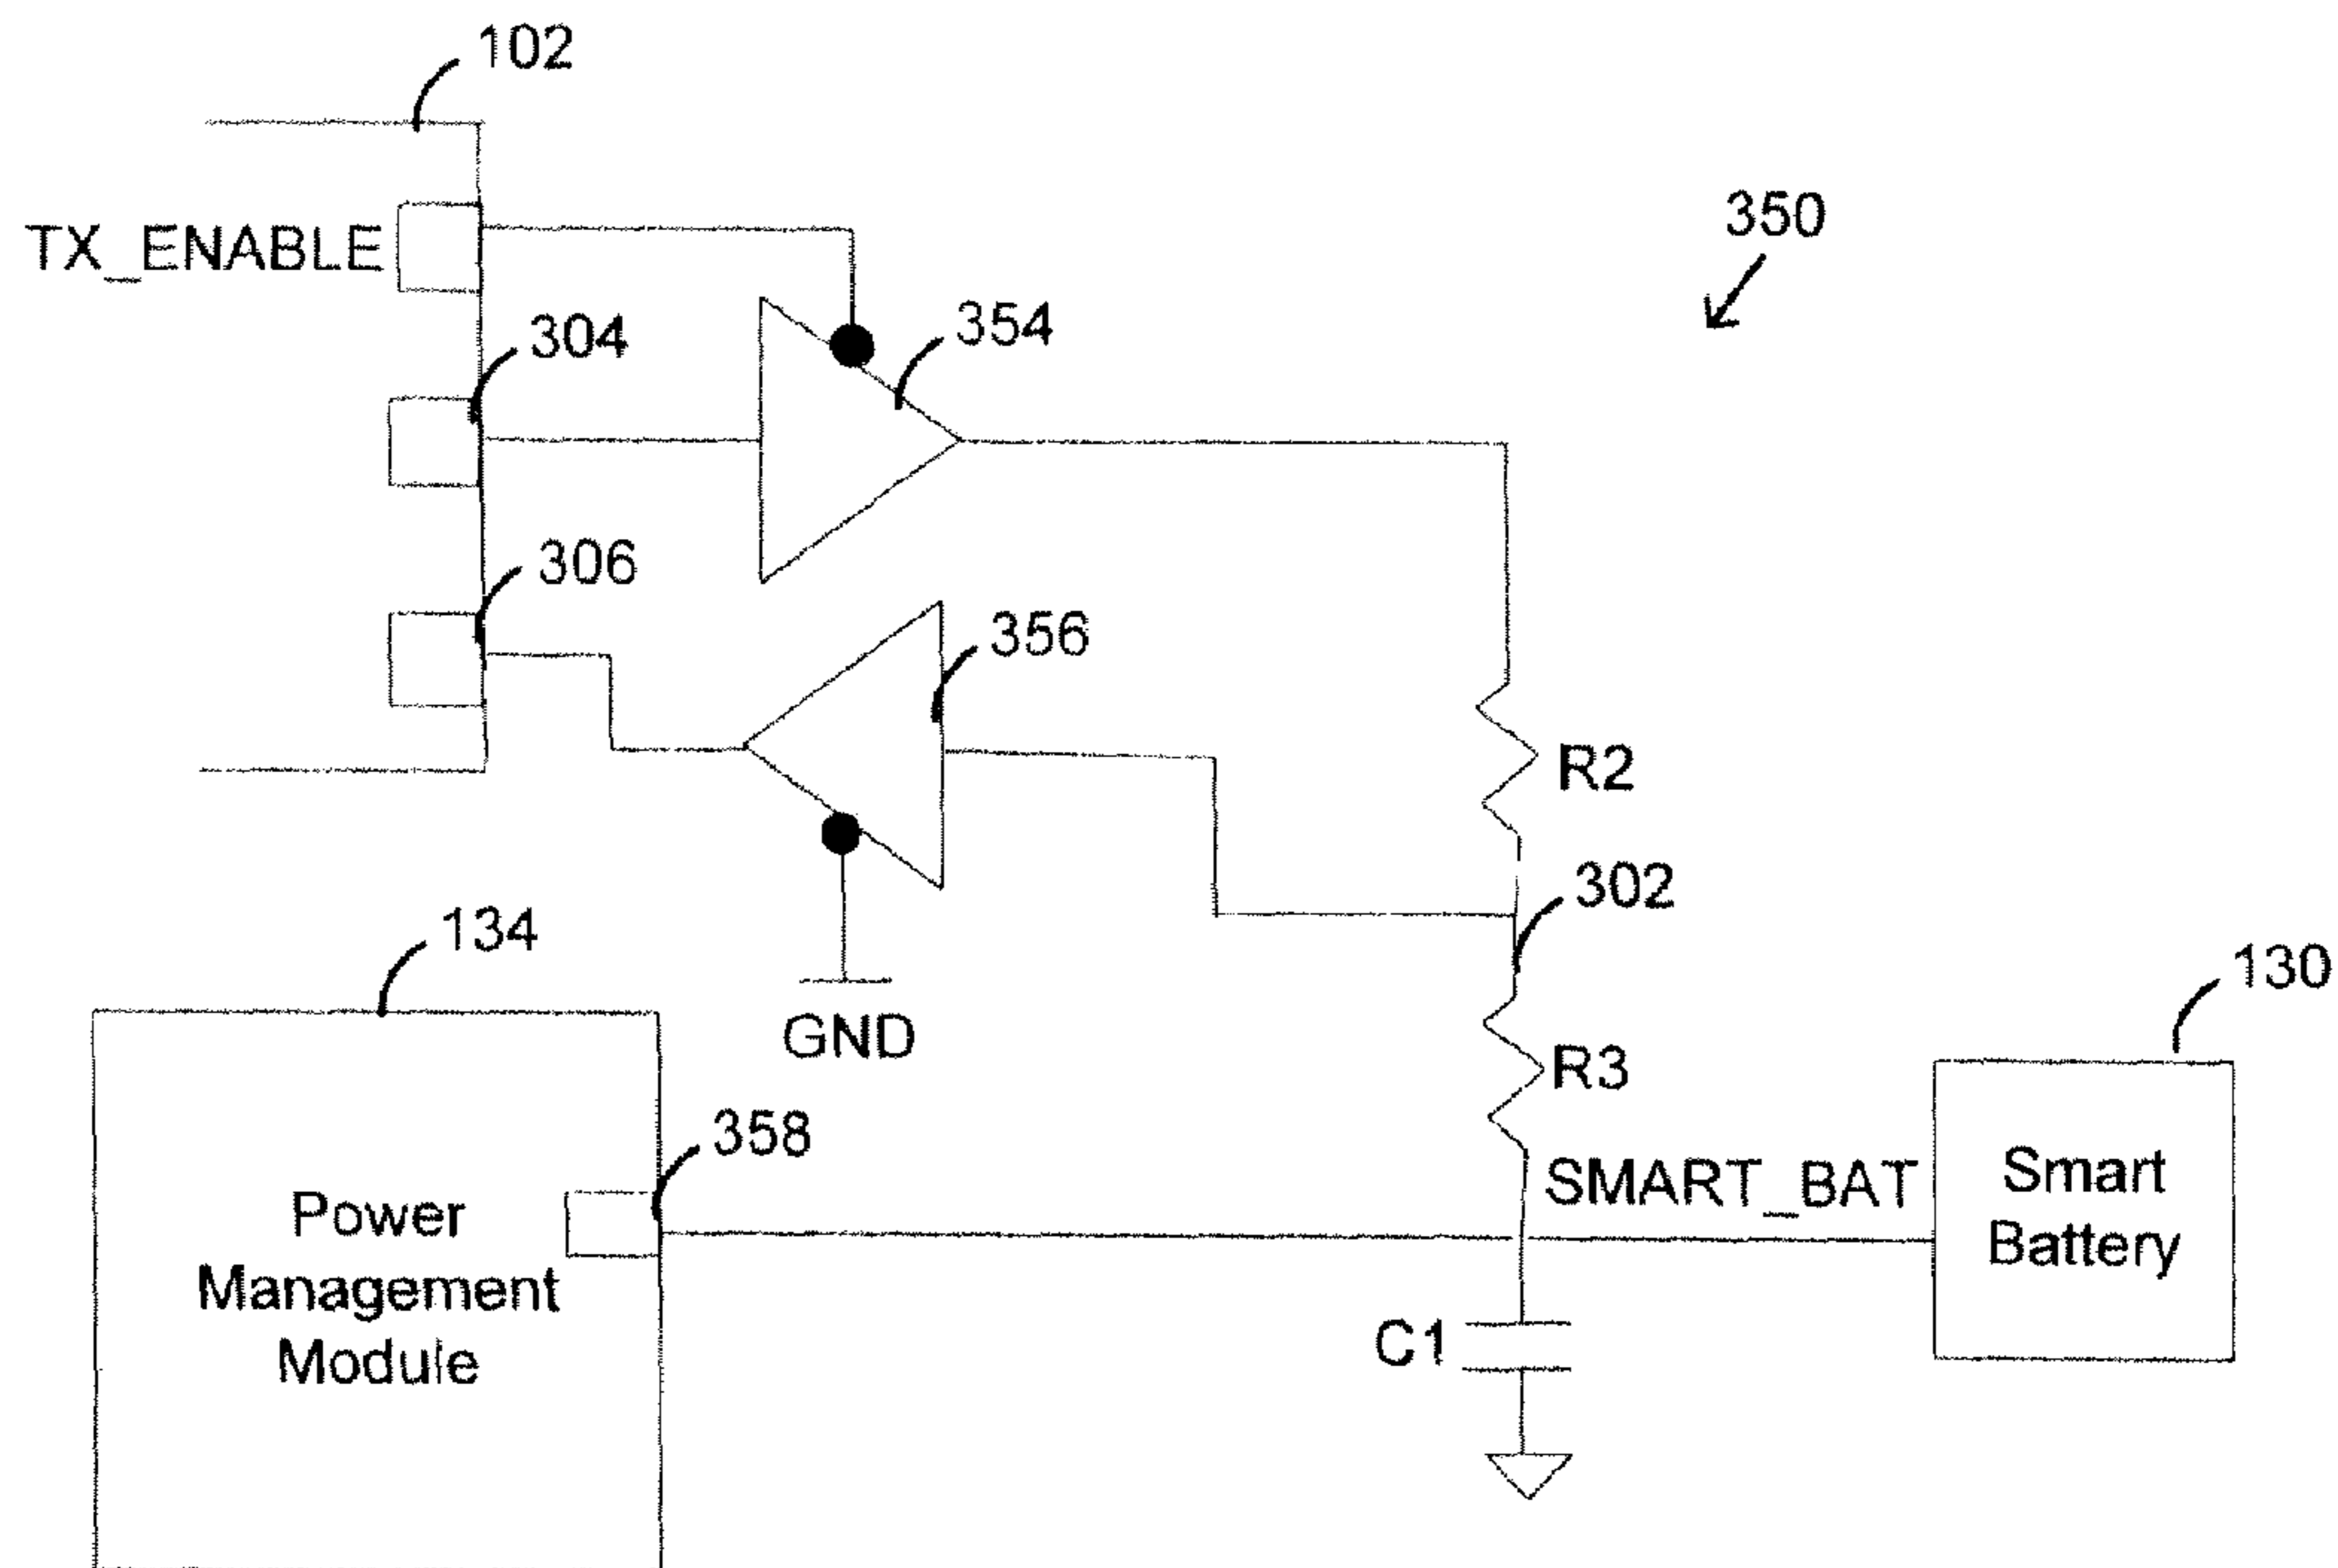 102
TX_ENABLE
350
304
354
306
356
R2
302
134
130
GND
R3
358
SMART_BAT
Smart
Battery
Power
Management
Module
C1